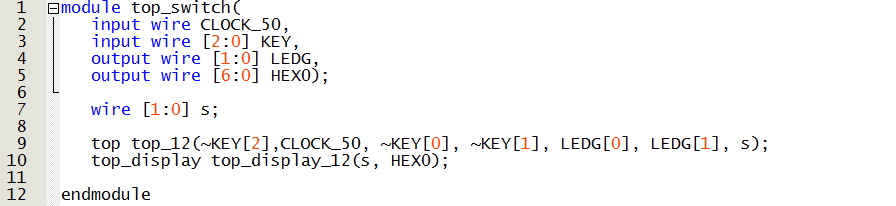 1 module top_switch(
2 input wire CLOCK_50,
3 input wire [2:0] KEY,
4 output wire [1:0] LEDG,
5 output wire [6:0] HEX0);
6
7 wire [1:0] s;
8
9 top top_12(~KEY[2],CLOCK_50, ~KEY[0], ~KEY[1], LEDG[0], LEDG[1], s);
10 top_display top_display_12(s, HEX0);
11
12 endmodule